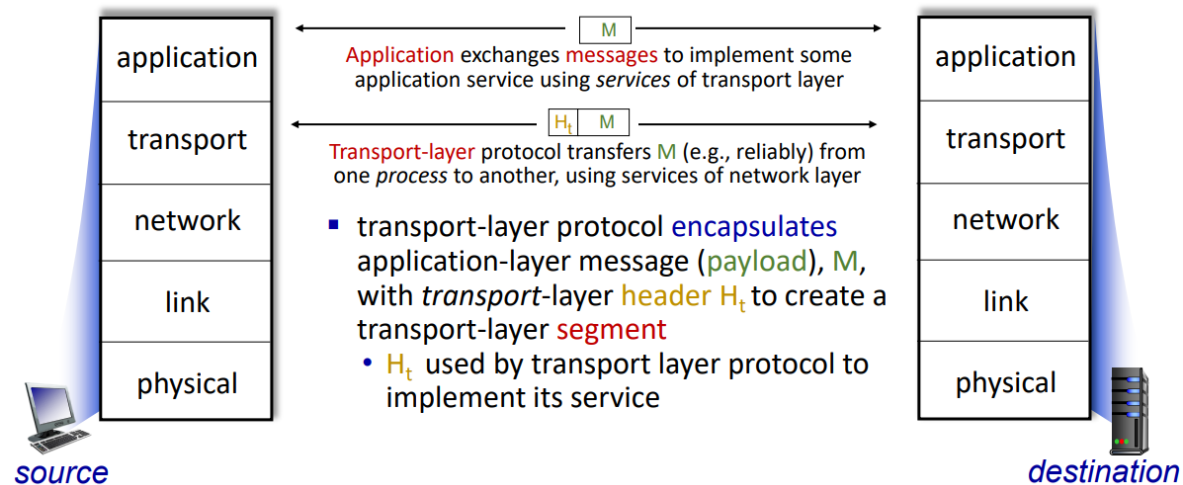 application
transport
network
link
physical
source
M
Application exchanges messages to implement some
application service using services of transport layer
Ht M
Transport-layer protocol transfers M (e.g., reliably) from
one process to another, using services of network layer
▪ transport-layer protocol encapsulates
application-layer message (payload), M,
with transport-layer header Ht to create a
transport-layer segment
• Ht used by transport layer protocol to
implement its service
application
transport
network
link
physical
destination